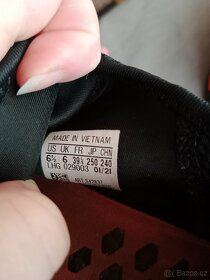 MADE IN VIETNAM
US UK FR JP CHN
6½ 6 39⅓ 250 240
LHG 029003 01/21
Bazoš.cz